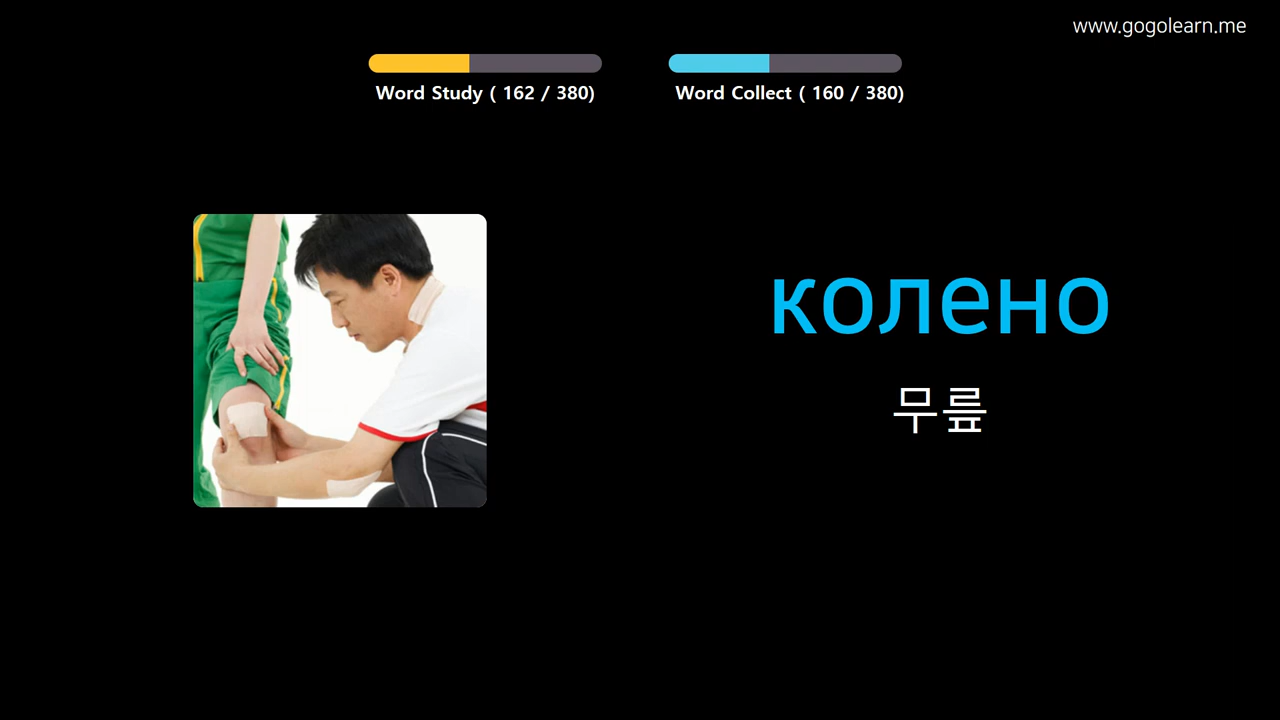 www.gogolearn.me
Word Study ( 162 / 380)
Word Collect ( 160 / 380)
колено
무릎